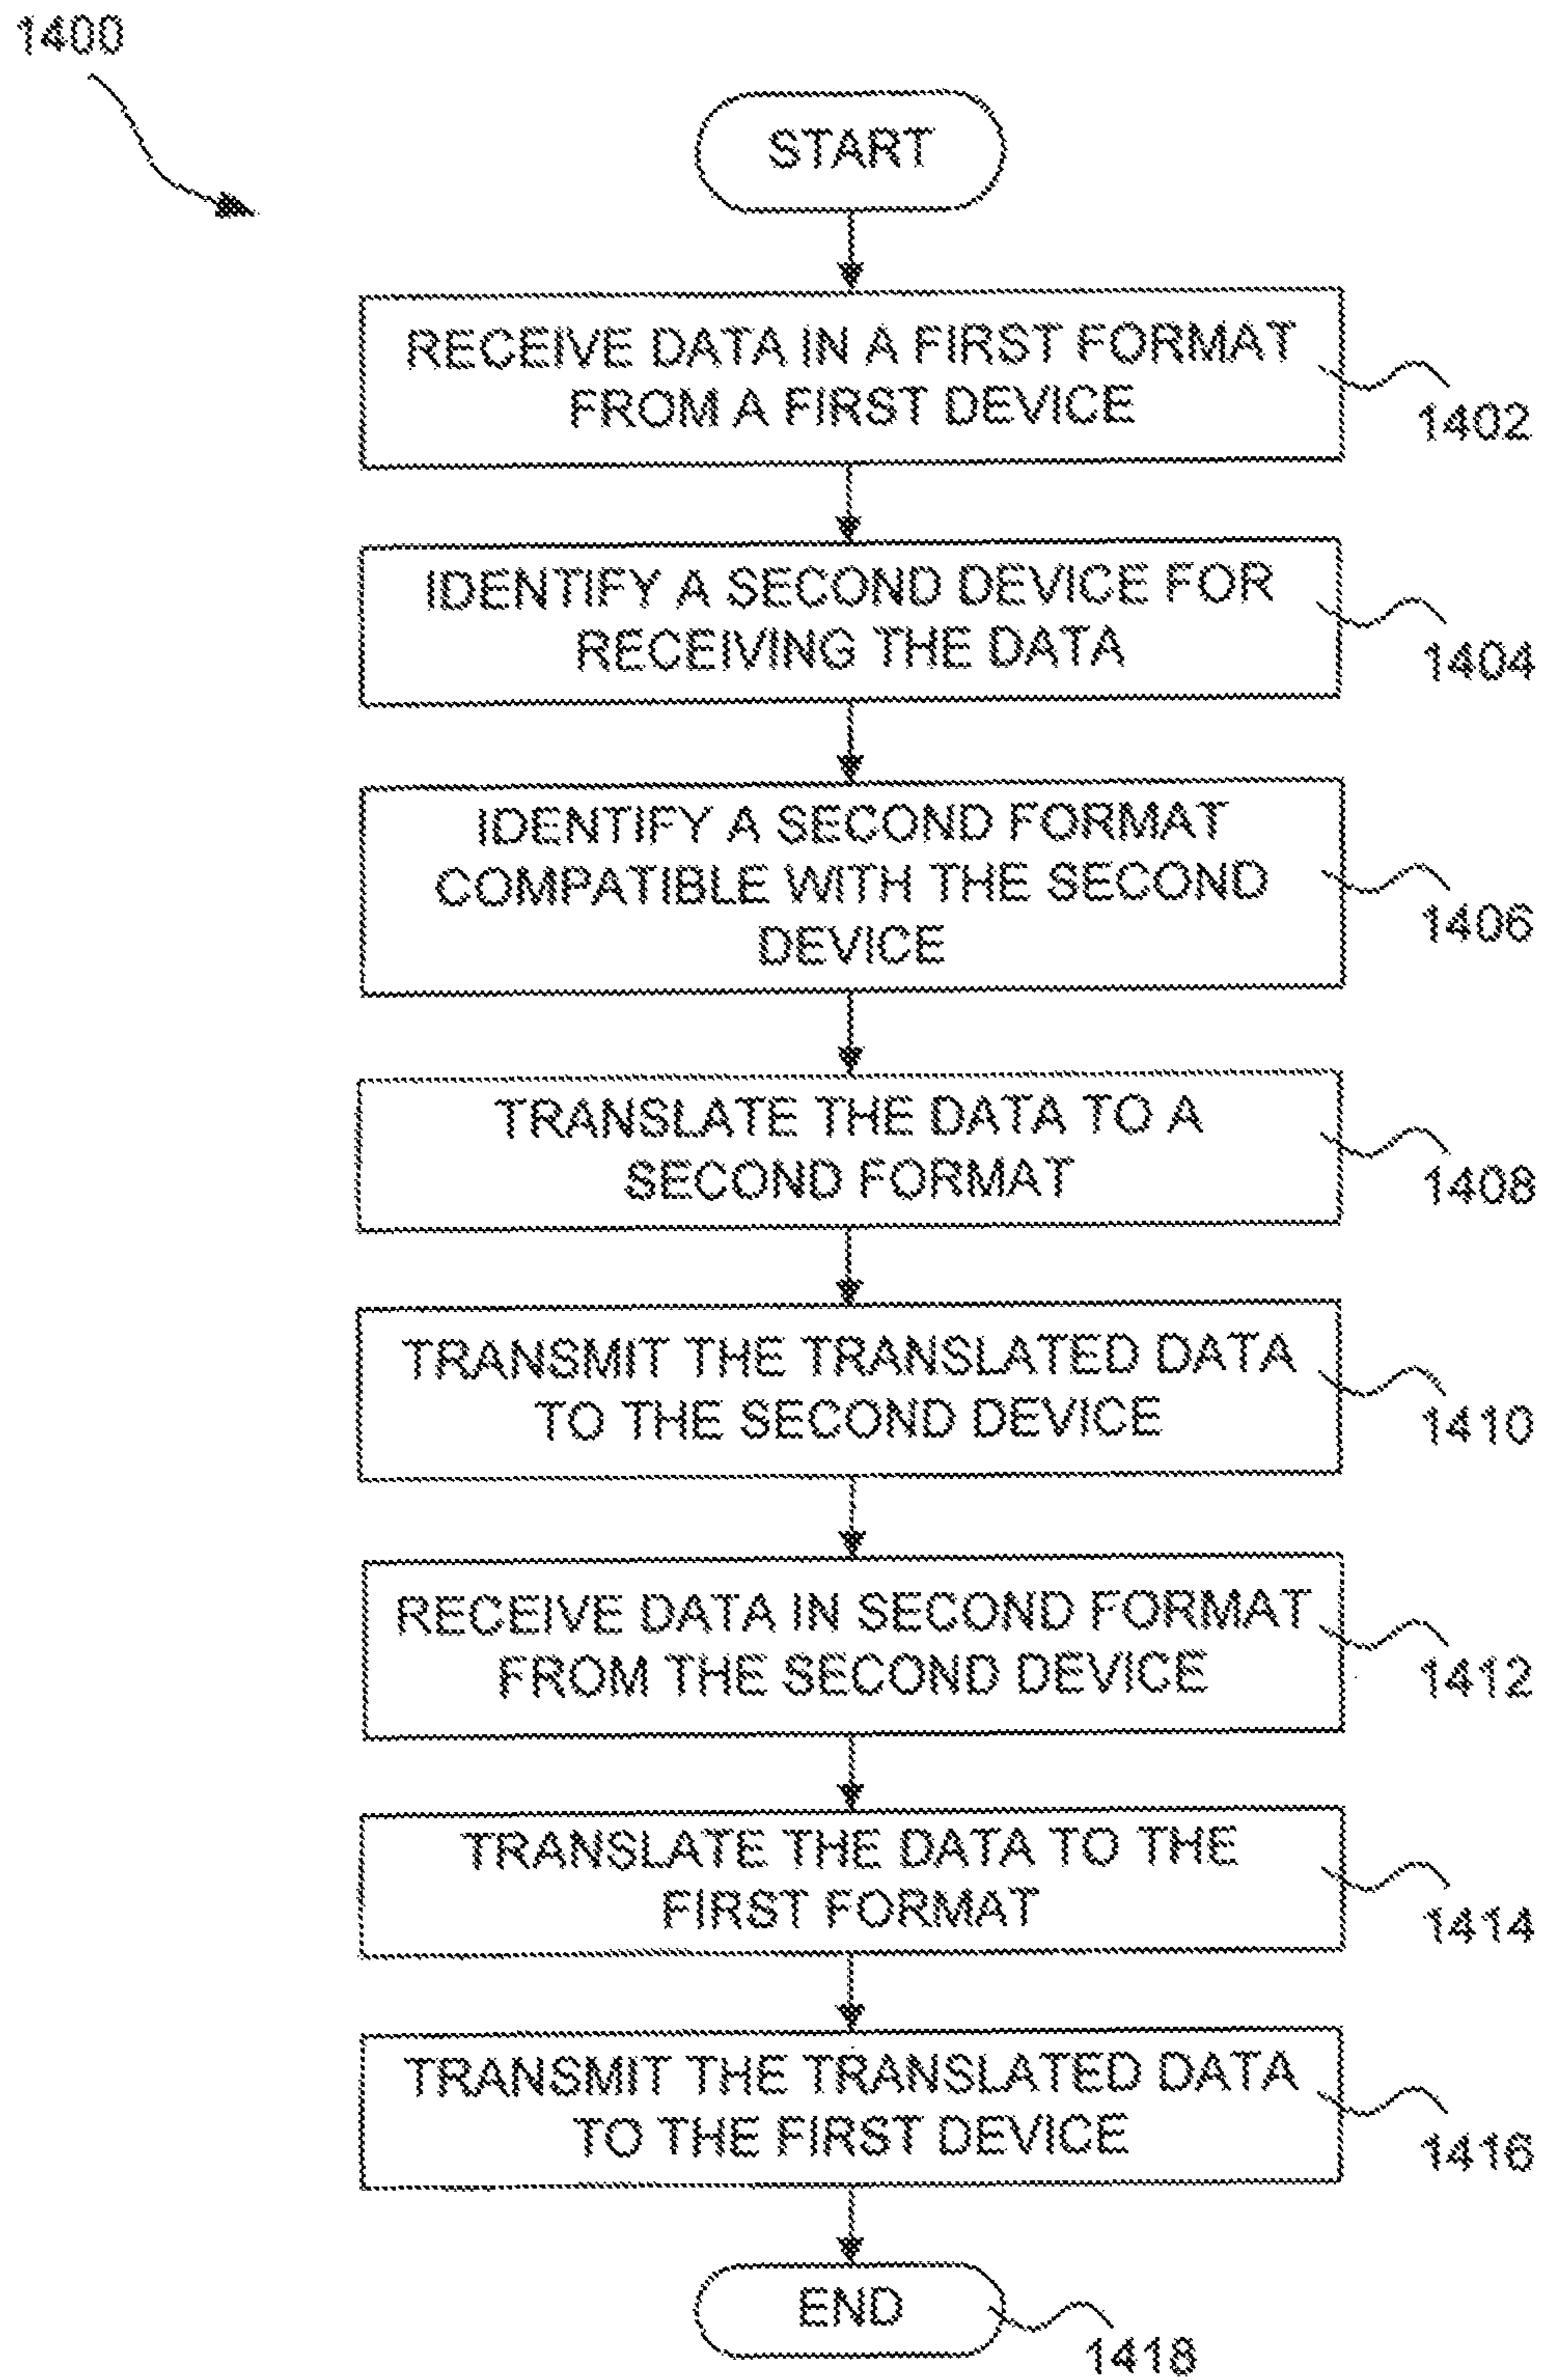 1400
START
RECEIVE DATA IN A FIRST FORMAT
FROM A FIRST DEVICE
1402
IDENTIFY A SECOND DEVICE FOR
RECEIVING THE DATA
1404
IDENTIFY A SECOND FORMAT
COMPATIBLE WITH THE SECOND
DEVICE
1406
TRANSLATE THE DATA TO A
SECOND FORMAT
1408
TRANSMIT THE TRANSLATED DATA
TO THE SECOND DEVICE
1410
RECEIVE DATA IN SECOND FORMAT
FROM THE SECOND DEVICE
1412
TRANSLATE THE DATA TO THE
FIRST FORMAT
1414
TRANSMIT THE TRANSLATED DATA
TO THE FIRST DEVICE
1416
END
1418